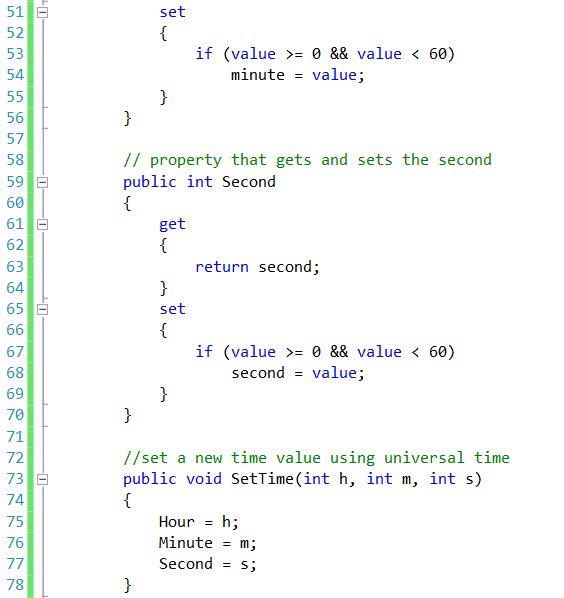 51 set
52 {
53 if (value >= 0 && value < 60)
54 minute = value;
55 }
56 }
57
58 // property that gets and sets the second
59 public int Second
60 {
61 get
62 {
63 return second;
64 }
65 set
66 {
67 if (value >= 0 && value < 60)
68 second = value;
69 }
70 }
71
72 //set a new time value using universal time
73 public void SetTime(int h, int m, int s)
74 {
75 Hour = h;
76 Minute = m;
77 Second = s;
78 }